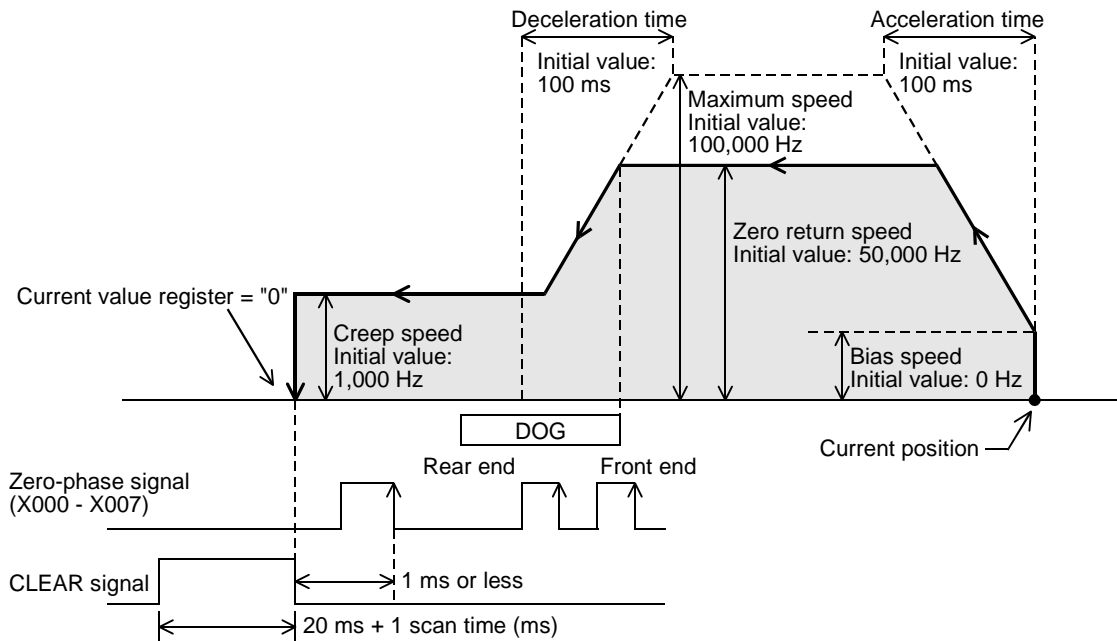 Deceleration time
Acceleration time
Initial value:
100 ms
Initial value:
100 ms
Maximum speed
Initial value:
100,000 Hz
Zero return speed
Initial value: 50,000 Hz
Current value register = "0"
Creep speed
Initial value:
1,000 Hz
Bias speed
Initial value: 0 Hz
DOG
Current position
Rear end
Front end
Zero-phase signal
(X000 - X007)
CLEAR signal
1 ms or less
20 ms + 1 scan time (ms)